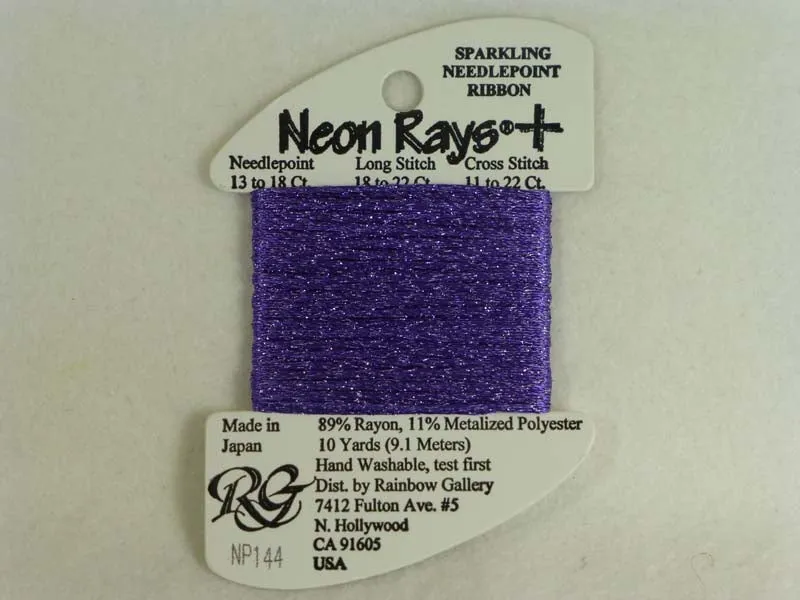 SPARKLING
NEEDLEPOINT
RIBBON
Neon Rays®+
Needlepoint Long Stitch Cross Stitch
13 to 18 Ct. 18 to 22 Ct. 11 to 22 Ct.
Made in
Japan
89% Rayon, 11% Metalized Polyester
10 Yards (9.1 Meters)
Hand Washable, test first
Dist. by Rainbow Gallery
7412 Fulton Ave. #5
N. Hollywood
CA 91605
USA
RG
NP144